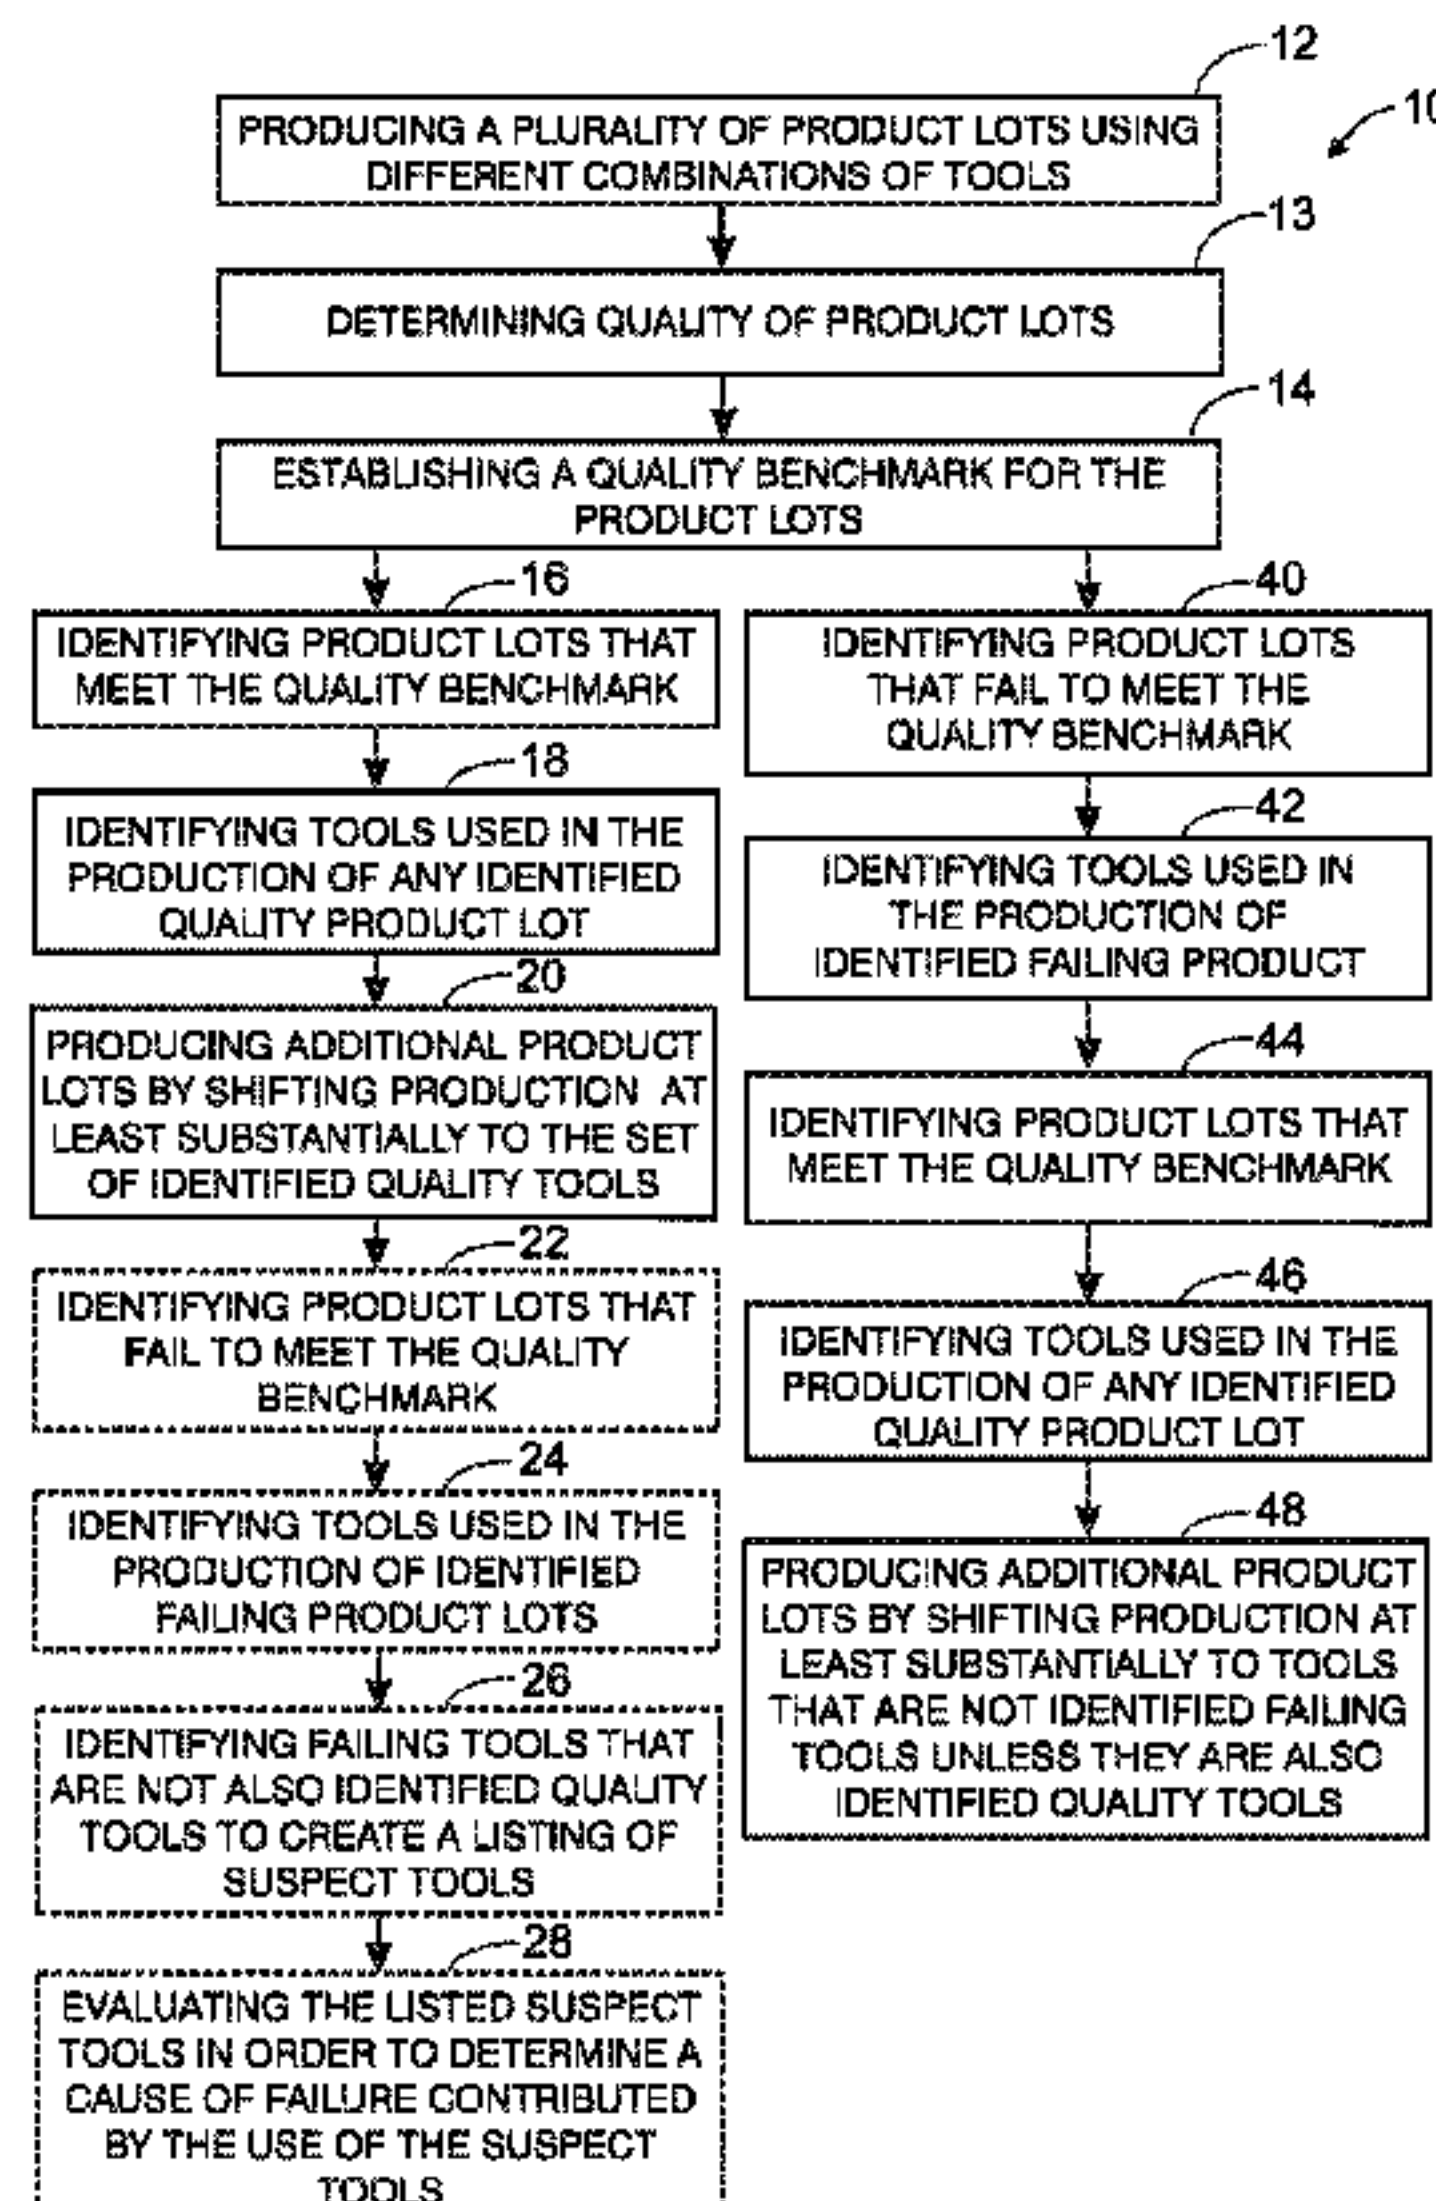 12
10
PRODUCING A PLURALITY OF PRODUCT LOTS USING
DIFFERENT COMBINATIONS OF TOOLS
13
DETERMINING QUALITY OF PRODUCT LOTS
14
ESTABLISHING A QUALITY BENCHMARK FOR THE
PRODUCT LOTS
16
IDENTIFYING PRODUCT LOTS THAT
MEET THE QUALITY BENCHMARK
18
IDENTIFYING TOOLS USED IN THE
PRODUCTION OF ANY IDENTIFIED
QUALITY PRODUCT LOT
20
PRODUCING ADDITIONAL PRODUCT
LOTS BY SHIFTING PRODUCTION AT
LEAST SUBSTANTIALLY TO THE SET
OF IDENTIFIED QUALITY TOOLS
22
IDENTIFYING PRODUCT LOTS THAT
FAIL TO MEET THE QUALITY
BENCHMARK
24
IDENTIFYING TOOLS USED IN THE
PRODUCTION OF IDENTIFIED
FAILING PRODUCT LOTS
26
IDENTIFYING FAILING TOOLS THAT
ARE NOT ALSO IDENTIFIED QUALITY
TOOLS TO CREATE A LISTING OF
SUSPECT TOOLS
28
EVALUATING THE LISTED SUSPECT
TOOLS IN ORDER TO DETERMINE A
CAUSE OF FAILURE CONTRIBUTED
BY THE USE OF THE SUSPECT
TOOLS
40
IDENTIFYING PRODUCT LOTS
THAT FAIL TO MEET THE
QUALITY BENCHMARK
42
IDENTIFYING TOOLS USED IN
THE PRODUCTION OF
IDENTIFIED FAILING PRODUCT
44
IDENTIFYING PRODUCT LOTS THAT
MEET THE QUALITY BENCHMARK
46
IDENTIFYING TOOLS USED IN THE
PRODUCTION OF ANY IDENTIFIED
QUALITY PRODUCT LOT
48
PRODUCING ADDITIONAL PRODUCT
LOTS BY SHIFTING PRODUCTION AT
LEAST SUBSTANTIALLY TO TOOLS
THAT ARE NOT IDENTIFIED FAILING
TOOLS UNLESS THEY ARE ALSO
IDENTIFIED QUALITY TOOLS